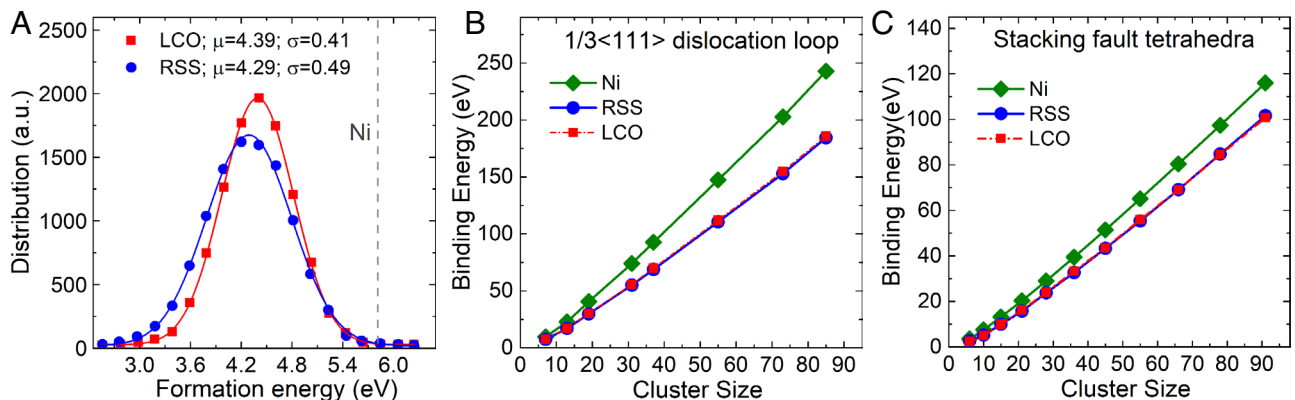 A
2500
2000
1500
1000
500
0
Distribution (a.u.)
LCO; μ=4.39; σ=0.41
RSS; μ=4.29; σ=0.49
Ni
3.0 3.6 4.2 4.8 5.4 6.0
Formation energy (eV)
B
250
200
150
100
50
0
Binding Energy (eV)
1/3<111> dislocation loop
Ni
RSS
LCO
0 10 20 30 40 50 60 70 80 90
Cluster Size
C
140
120
100
80
60
40
20
0
Binding Energy(eV)
Stacking fault tetrahedra
Ni
RSS
LCO
0 10 20 30 40 50 60 70 80 90
Cluster Size